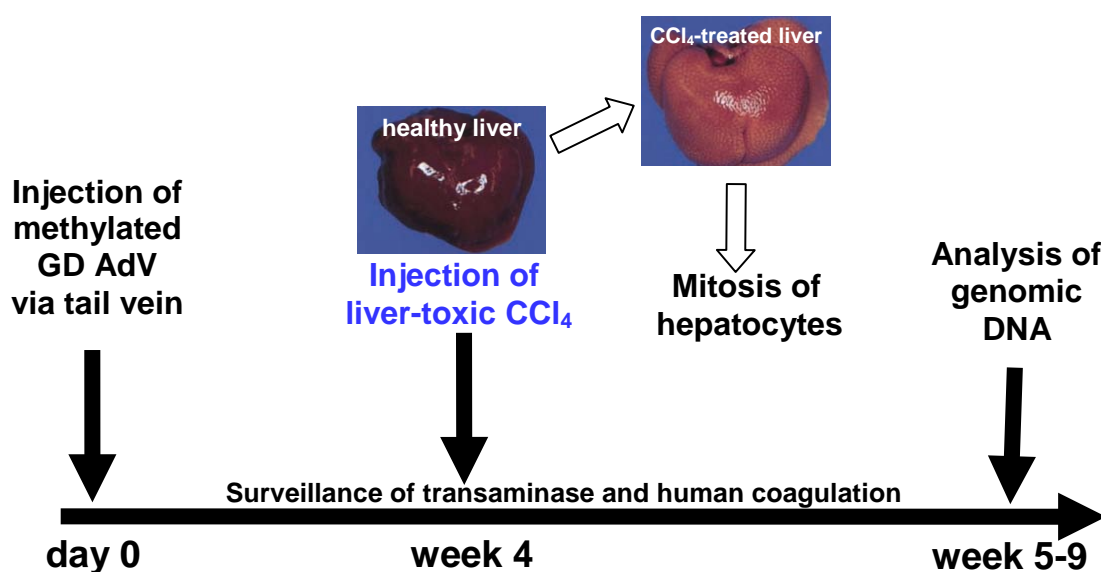 CCl₄-treated liver
healthy liver
Injection of
methylated
GD AdV
via tail vein
Injection of
liver-toxic CCl₄
Mitosis of
hepatocytes
Analysis of
genomic
DNA
Surveillance of transaminase and human coagulation
day 0
week 4
week 5-9